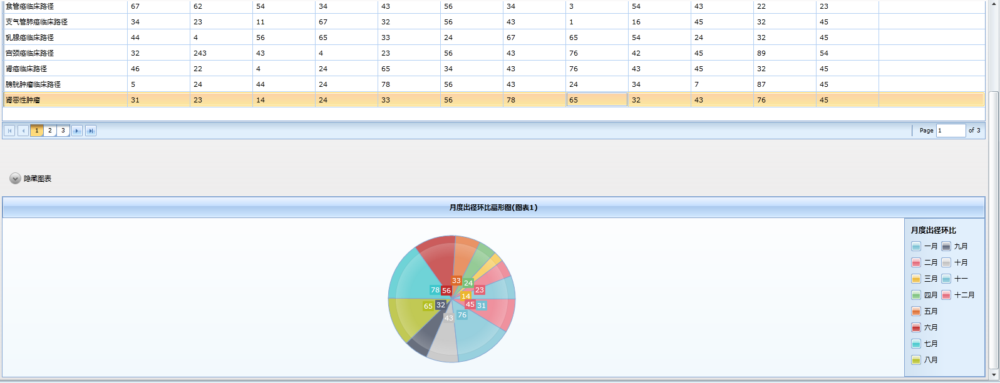 食管癌临床路径 67 62 54 34 43 56 34 3 54 43 22 23
支气管肺癌临床路径 34 23 11 67 32 56 43 1 16 45 32 45
乳腺癌临床路径 44 4 56 65 33 24 67 65 54 24 32 45
宫颈癌临床路径 32 243 43 4 23 56 43 76 42 45 89 54
肾癌临床路径 46 22 4 24 65 34 43 76 43 45 32 45
膀胱肿瘤临床路径 5 24 44 24 78 56 43 24 34 7 87 45
肾恶性肿瘤 31 23 14 24 33 56 78 65 32 43 76 45
1 2 3 Page 1 of 3
隐藏图表
月度出径环比扇形图(图表1)
月度出径环比
一月 九月
二月 十月
三月 十一
四月 十二月
五月
六月
七月
八月
33 24
78 56 23
14
65 32 45 31
43 76